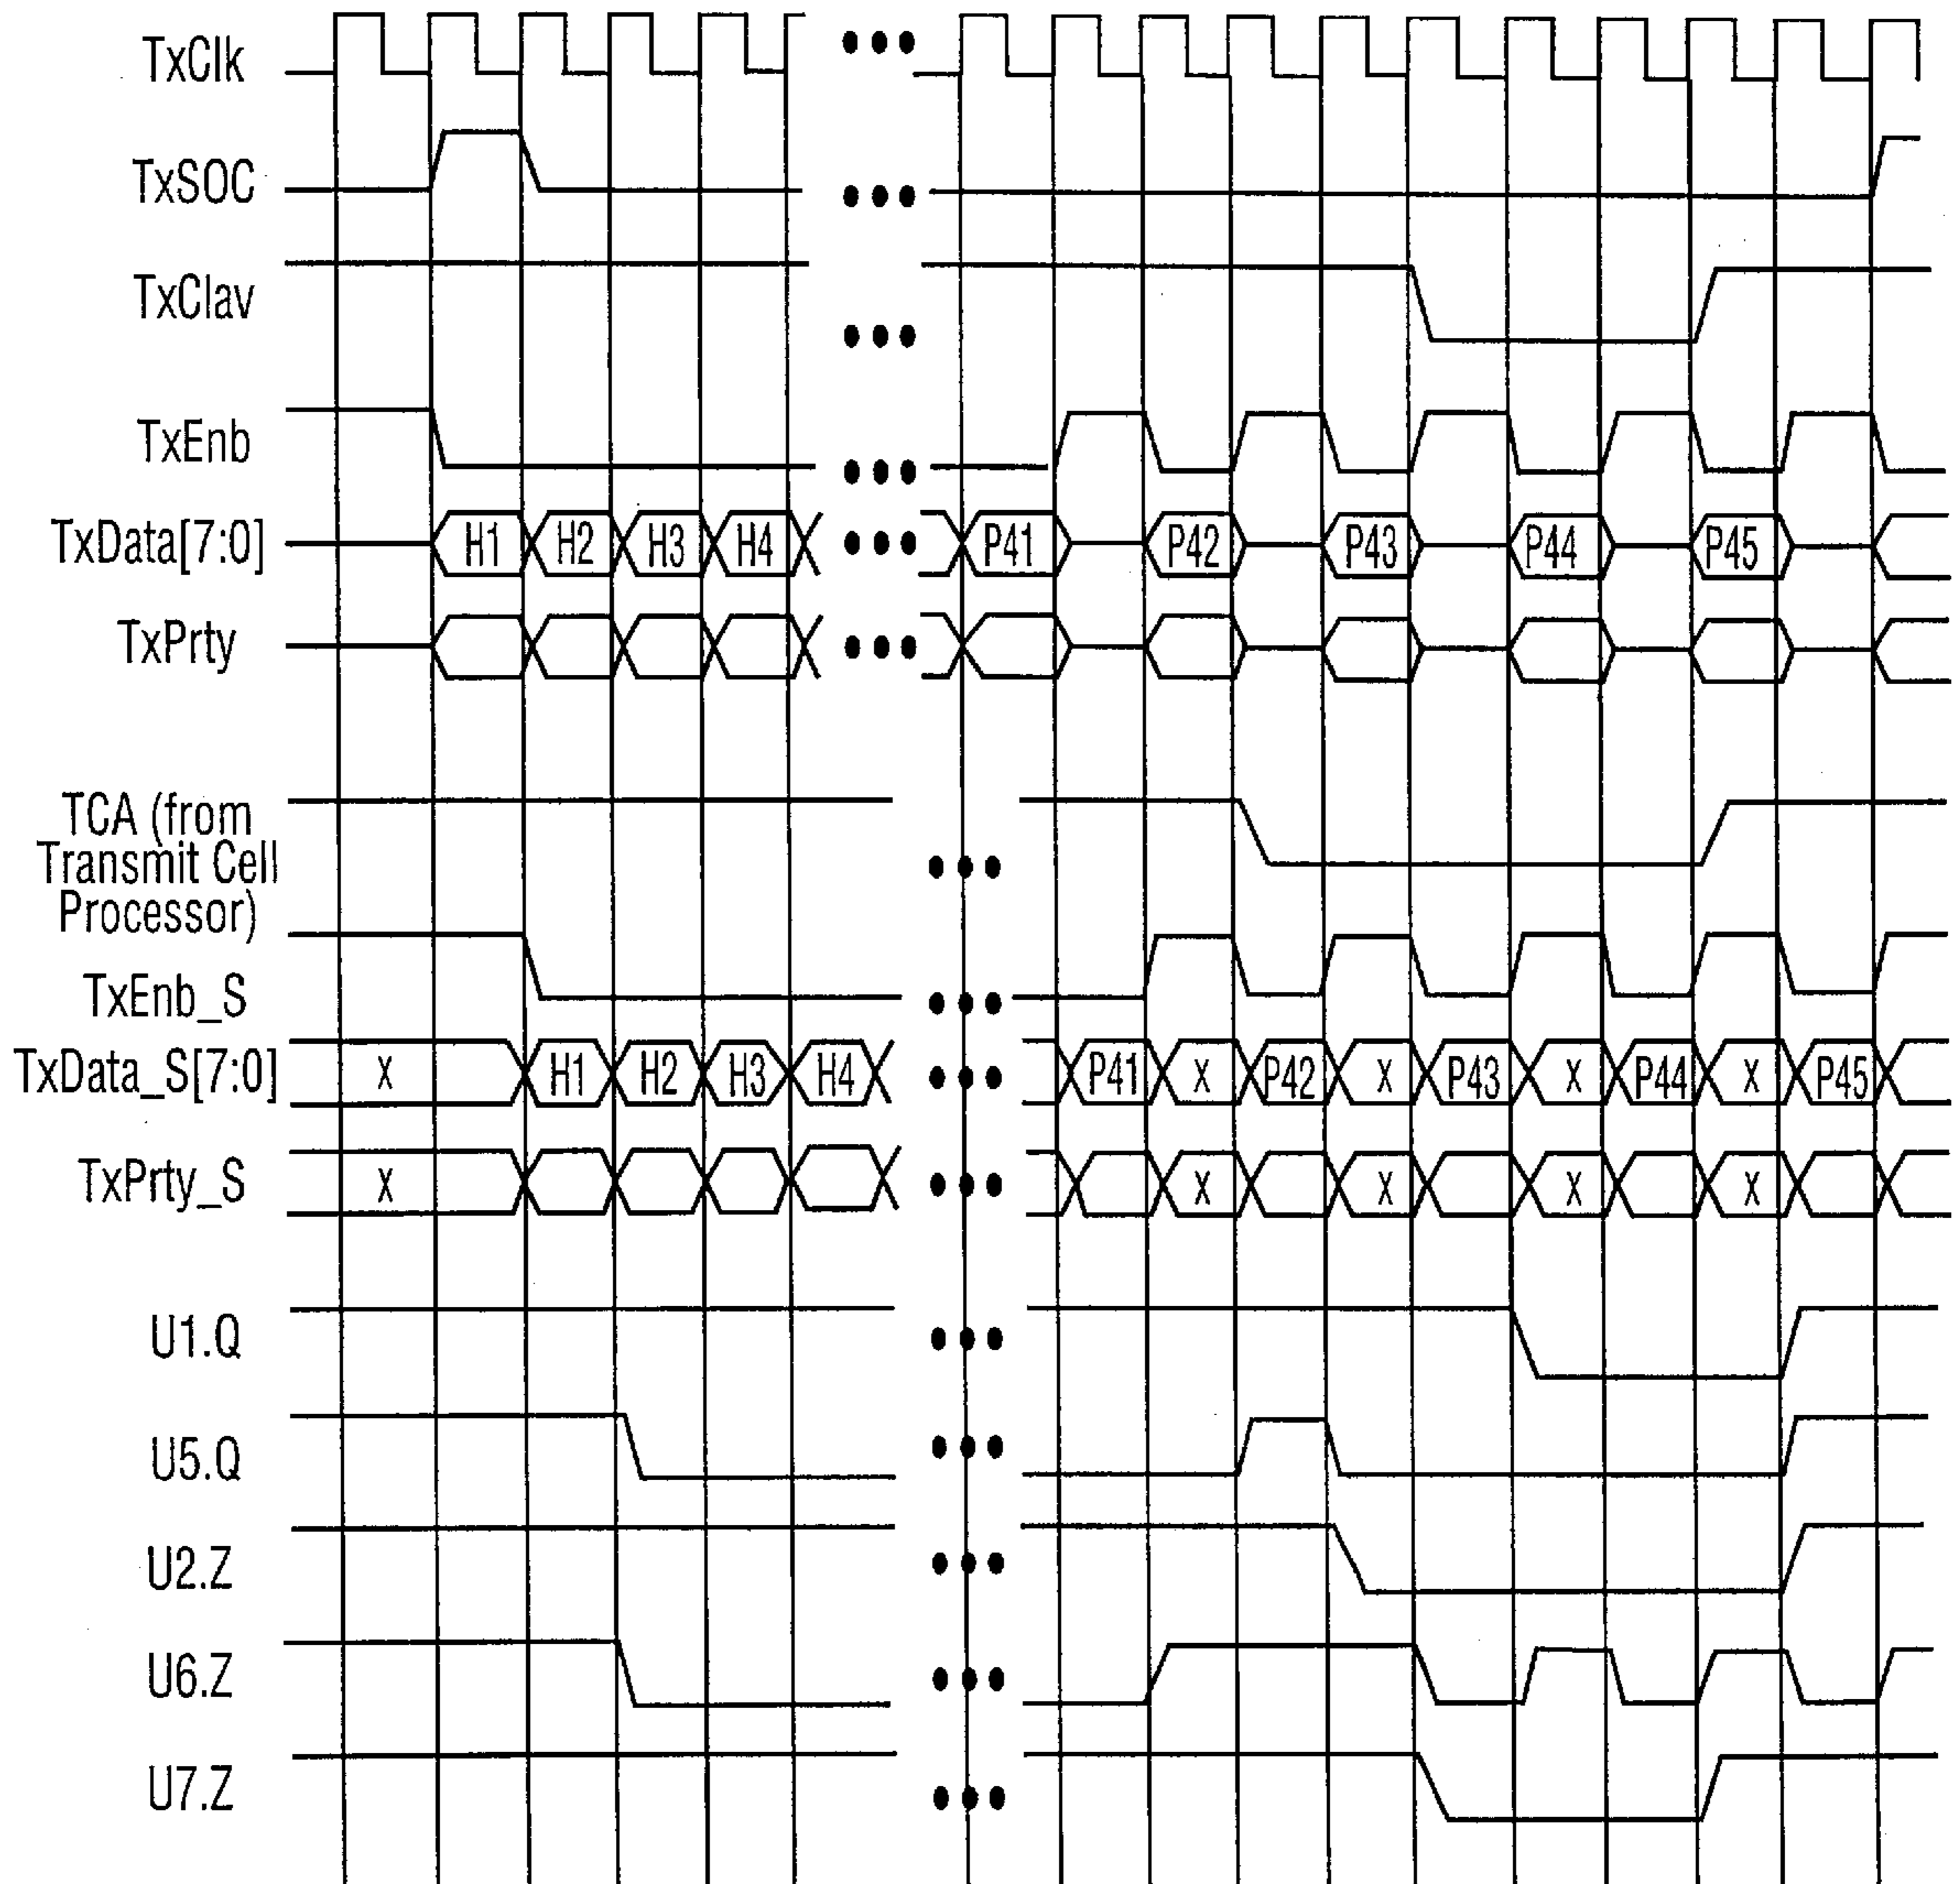 TxClk
TxSOC
TxClav
TxEnb
TxData[7:0] H1 H2 H3 H4 P41 P42 P43 P44 P45
TxPrty
TCA (from
Transmit Cell
Processor)
TxEnb_S
TxData_S[7:0] X H1 H2 H3 H4 P41 X P42 X P43 X P44 X P45
TxPrty_S X X X X X
U1.Q
U5.Q
U2.Z
U6.Z
U7.Z